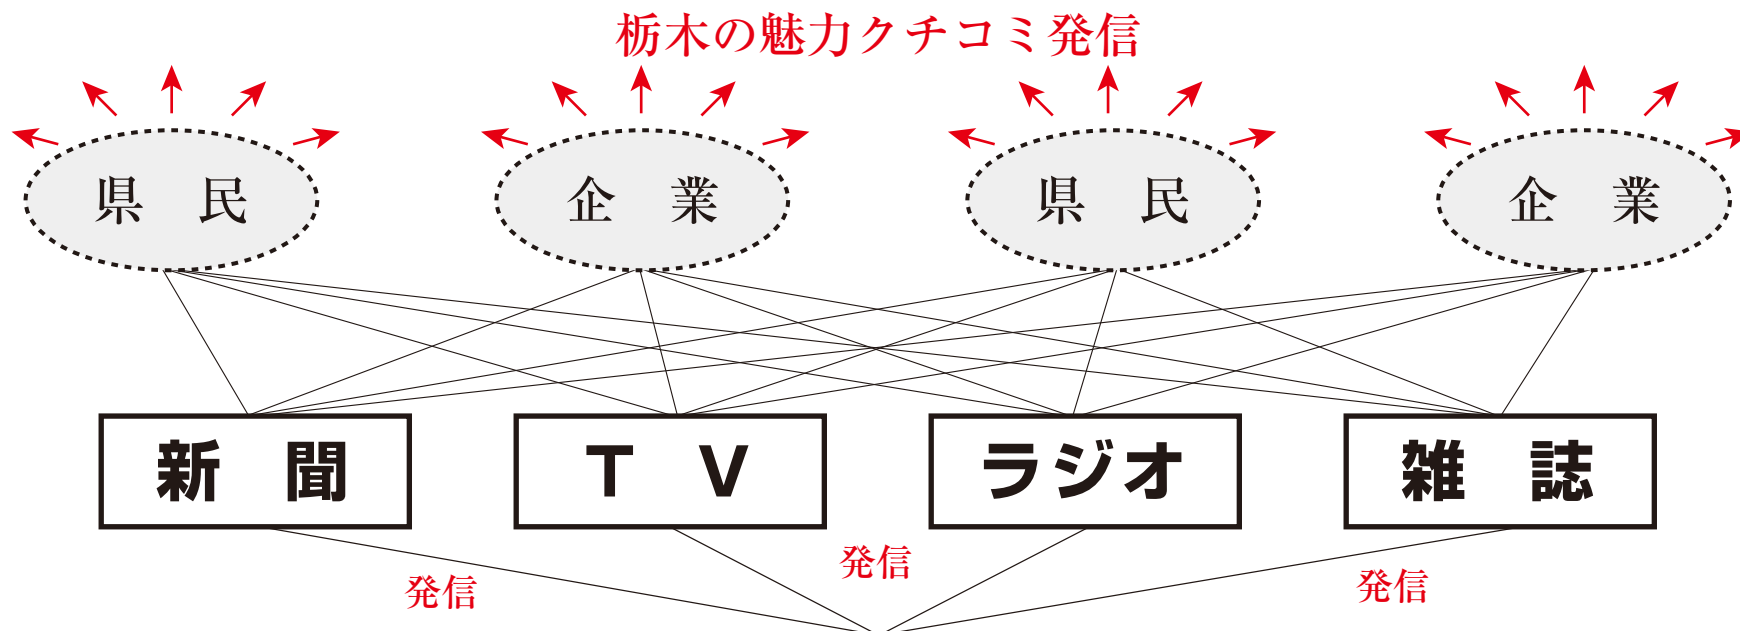 栃木の魅力クチコミ発信
県 民
企 業
県 民
企 業
新 聞
T V
ラジオ
雑 誌
発信
発信
発信